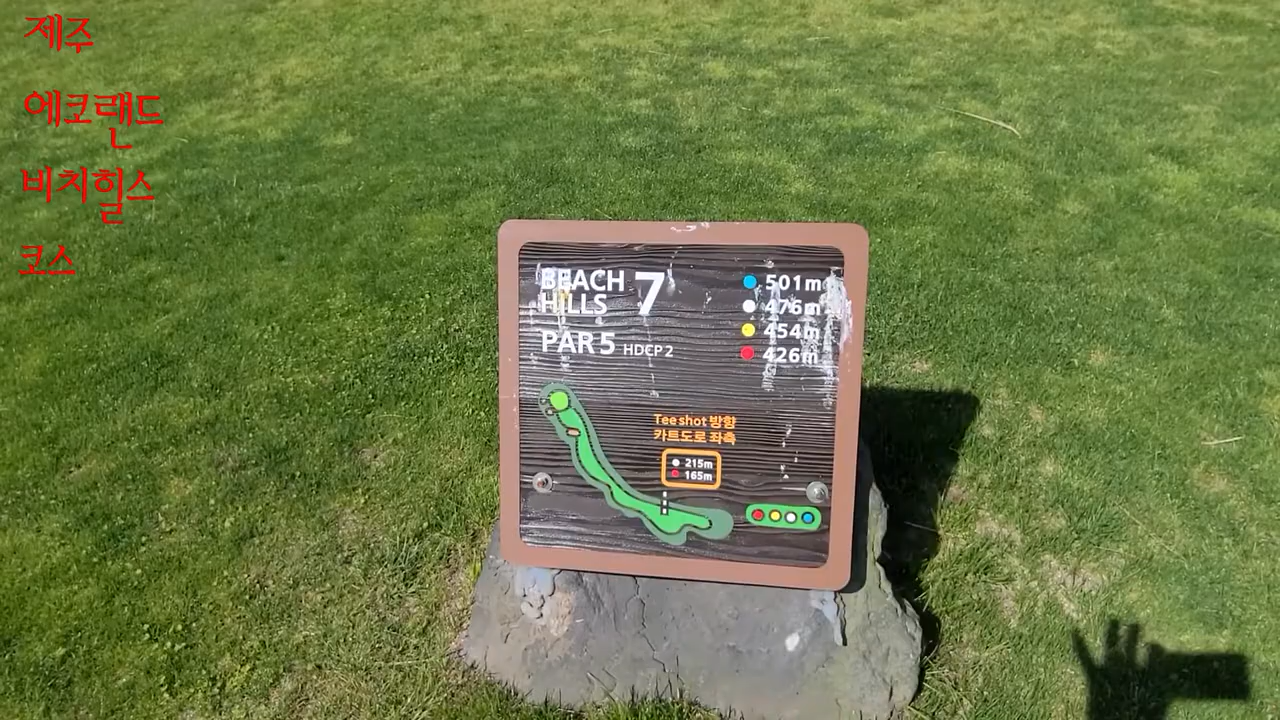 제주
에코랜드
비치힐스
코스
BEACH HILLS 7
PAR 5 HDCP 2
501m
476m
454m
426m
Tee shot 방향
카트도로 좌측
215m
165m